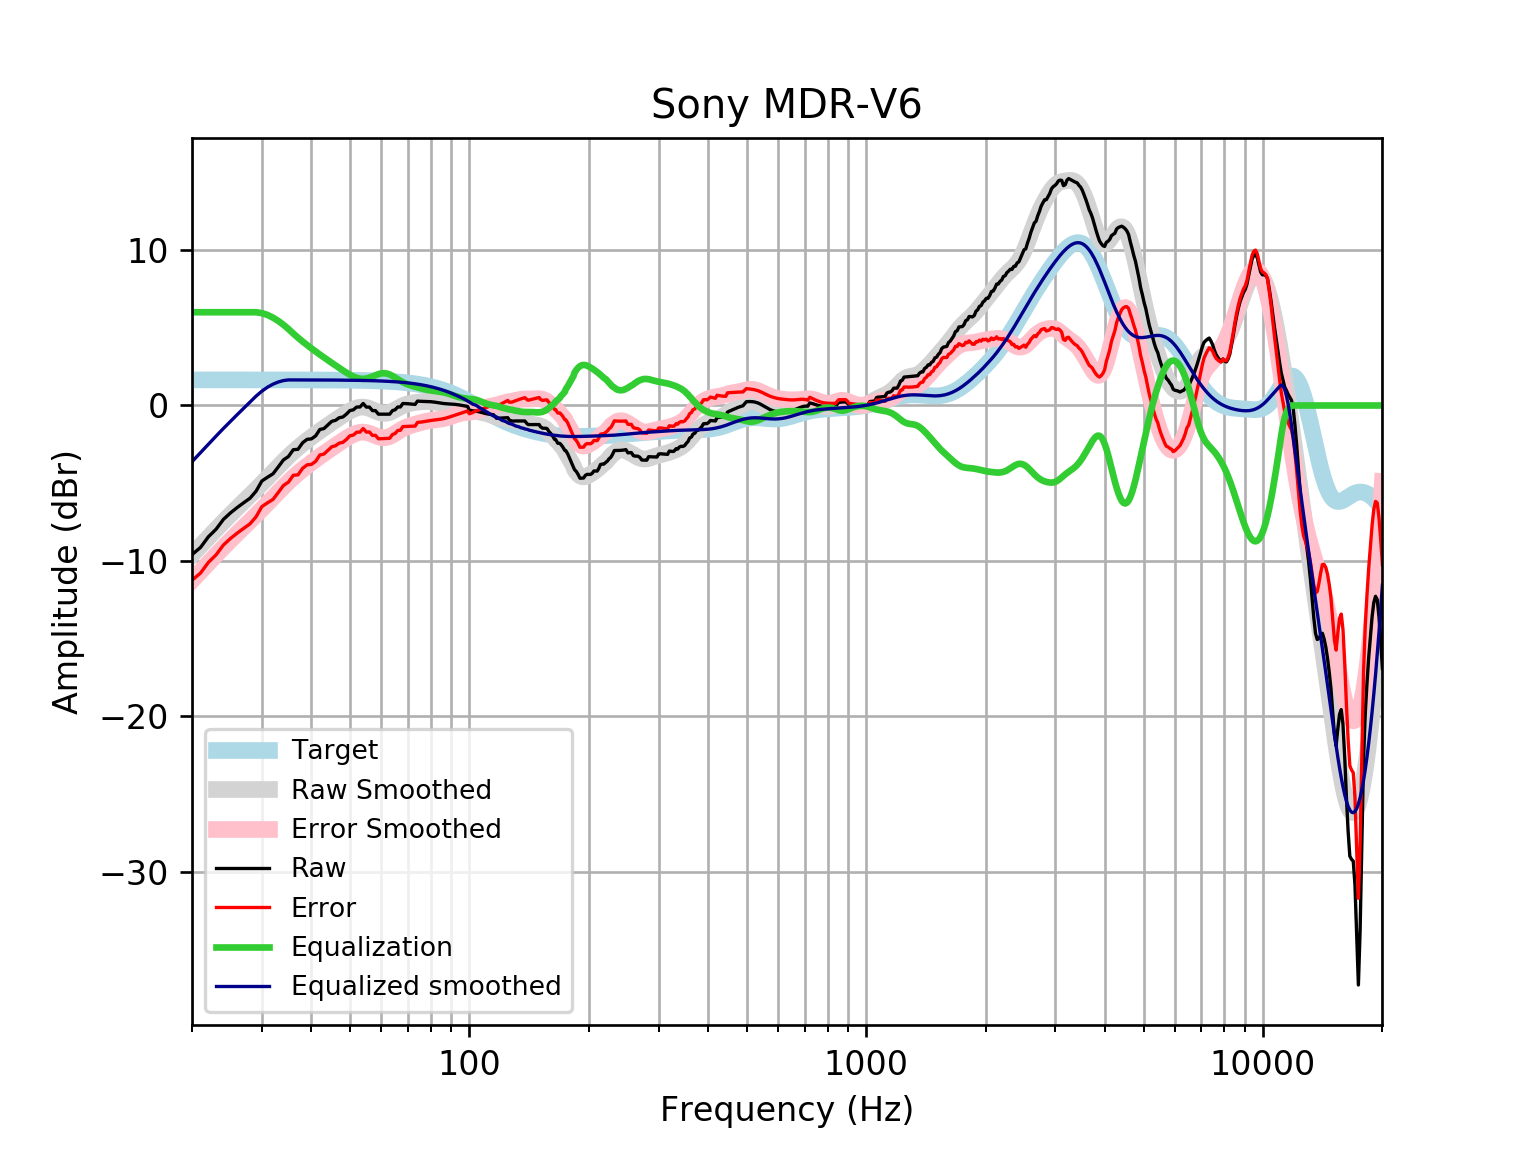 Sony MDR-V6
10
0
−10
−20
−30
Amplitude (dBr)
Target
Raw Smoothed
Error Smoothed
Raw
Error
Equalization
Equalized smoothed
100
1000
10000
Frequency (Hz)